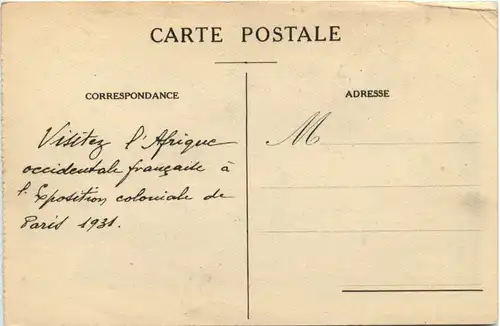 CARTE POSTALE
CORRESPONDANCE
ADRESSE
M
Visitez l'Afrique
occidentale française à
l'Exposition coloniale de
Paris 1931.